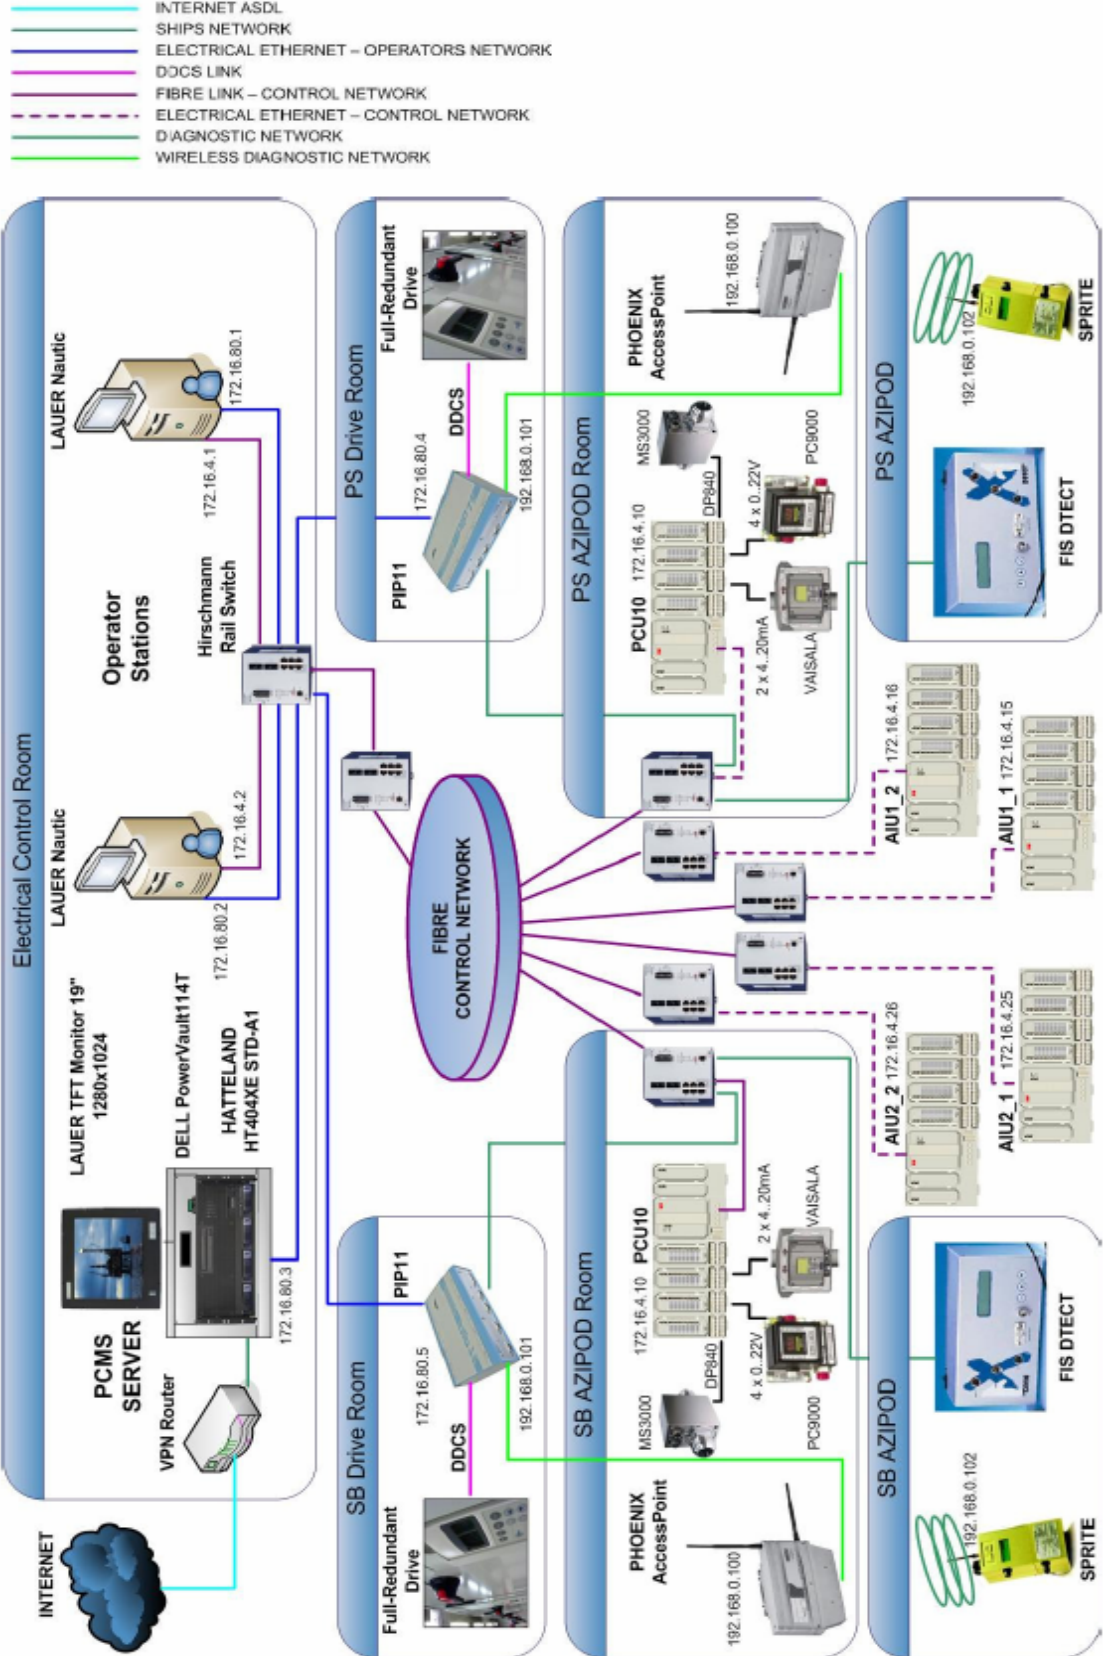 INTERNET ASDL
SHIPS NETWORK
ELECTRICAL ETHERNET – OPERATORS NETWORK
DDCS LINK
FIBRE LINK – CONTROL NETWORK
ELECTRICAL ETHERNET – CONTROL NETWORK
DIAGNOSTIC NETWORK
WIRELESS DIAGNOSTIC NETWORK
Electrical Control Room
INTERNET
VPN Router
PCMS
SERVER
LAUER TFT Monitor 19"
1280x1024
DELL PowerVault114T
HATTELAND
HT404XE STD-A1
172.16.80.3
LAUER Nautic
172.16.80.2
172.16.4.2
Operator
Stations
Hirschmann
Rail Switch
LAUER Nautic
172.16.4.1
172.16.80.1
SB Drive Room
Full-Redundant
Drive
DDCS
172.16.80.5
PIP11
192.168.0.101
FIBRE
CONTROL NETWORK
PS Drive Room
PIP11
172.16.80.4
DDCS
192.168.0.101
Full-Redundant
Drive
SB AZIPOD Room
PHOENIX
AccessPoint
192.168.0.100
MS3000
DP840
172.16.4.10
PCU10
4 x 0..22V
2 x 4..20mA
PC9000
VAISALA
PS AZIPOD Room
PCU10
172.16.4.10
DP840
MS3000
2 x 4..20mA
4 x 0..22V
VAISALA
PC9000
PHOENIX
AccessPoint
192.168.0.100
SB AZIPOD
192.168.0.102
SPRITE
FIS DTECT
AIU2_2
172.16.4.26
AIU2_1
172.16.4.25
AIU1_2
172.16.4.16
AIU1_1
172.16.4.15
PS AZIPOD
FIS DTECT
192.168.0.102
SPRITE